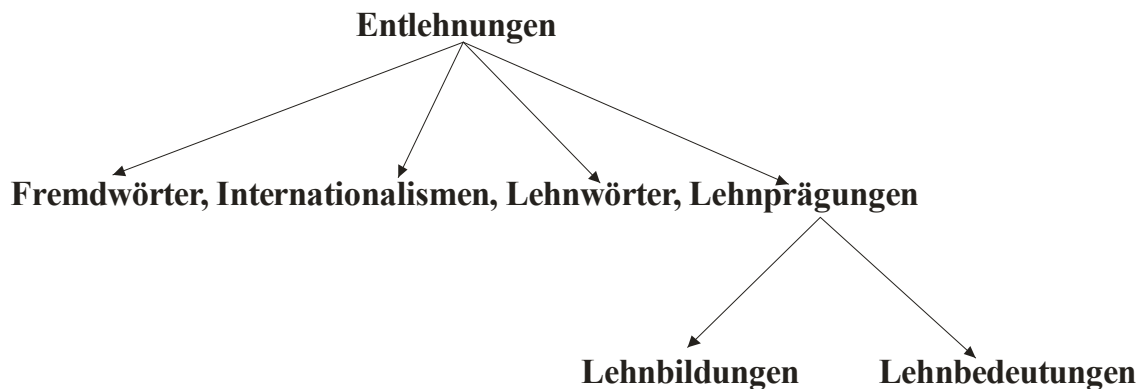 Entlehnungen
Fremdwörter, Internationalismen, Lehnwörter, Lehnprägungen
Lehnbildungen Lehnbedeutungen